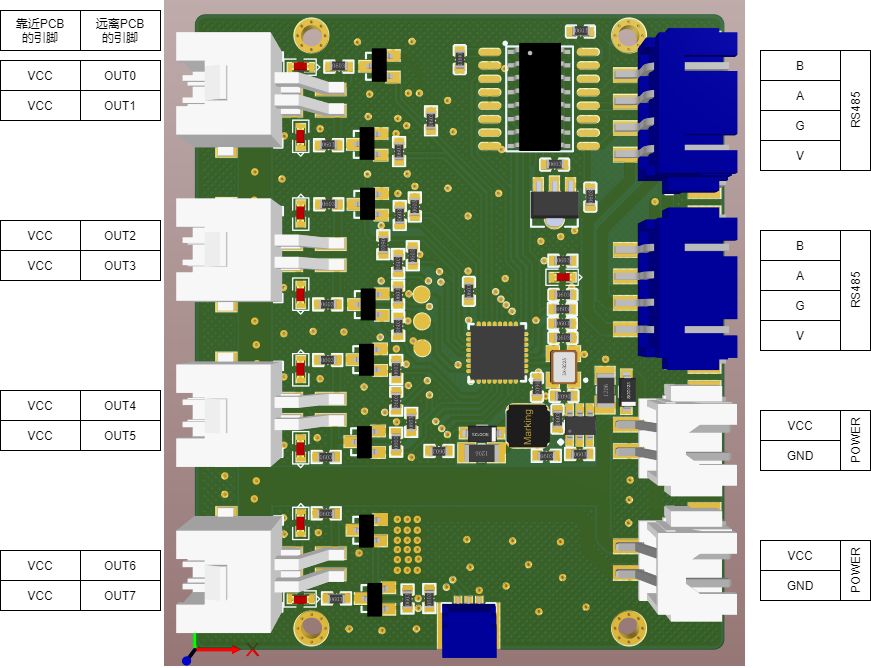 靠近PCB
的引脚
远离PCB
的引脚
VCC
OUT0
VCC
OUT1
VCC
OUT2
VCC
OUT3
VCC
OUT4
VCC
OUT5
VCC
OUT6
VCC
OUT7
Marking
1206
1206
X
B
A
G
V
RS485
B
A
G
V
RS485
VCC
GND
POWER
VCC
GND
POWER